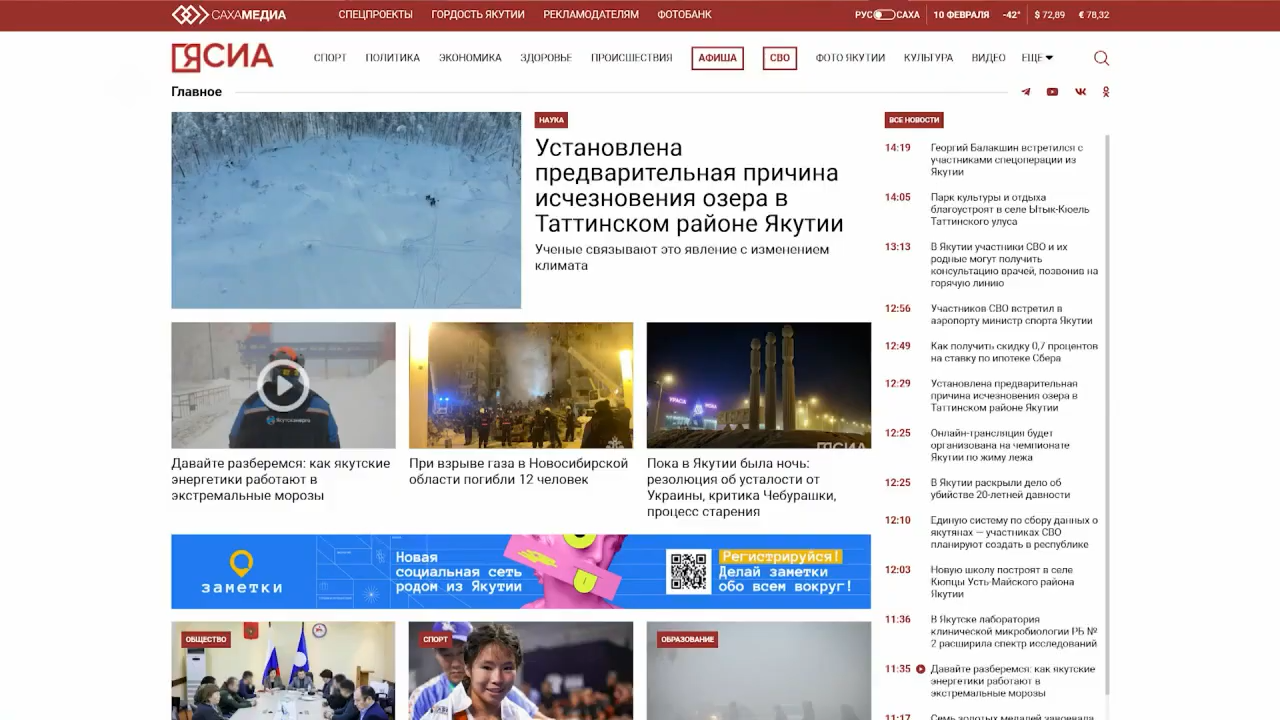 САХАМЕДИА
СПЕЦПРОЕКТЫ
ГОРДОСТЬ ЯКУТИИ
РЕКЛАМОДАТЕЛЯМ
ФОТОБАНК
РУС САХА
10 ФЕВРАЛЯ
-42°
$ 72,89
€ 78,32
ЯСИА
СПОРТ
ПОЛИТИКА
ЭКОНОМИКА
ЗДОРОВЬЕ
ПРОИСШЕСТВИЯ
АФИША
СВО
ФОТО ЯКУТИИ
КУЛЬТУРА
ВИДЕО
ЕЩЕ
Главное
НАУКА
Установлена
предварительная причина
исчезновения озера в
Таттинском районе Якутии
Ученые связывают это явление с изменением
климата
Якутскэнерго
Давайте разберемся: как якутские
энергетики работают в
экстремальные морозы
При взрыве газа в Новосибирской
области погибли 12 человек
ЯСИА
Пока в Якутии была ночь:
резолюция об усталости от
Украины, критика Чебурашки,
процесс старения
заметки
Новая
социальная сеть
родом из Якутии
Регистрируйся!
Делай заметки
обо всем вокруг!
ОБЩЕСТВО
СПОРТ
ОБРАЗОВАНИЕ
ВСЕ НОВОСТИ
14:19 Георгий Балакшин встретился с
участниками спецоперации из
Якутии
14:05 Парк культуры и отдыха
благоустроят в селе Ытык-Кюель
Таттинского улуса
13:13 В Якутии участники СВО и их
родные могут получить
консультацию врачей, позвонив на
горячую линию
12:56 Участников СВО встретил в
аэропорту министр спорта Якутии
12:49 Как получить скидку 0,7 процентов
на ставку по ипотеке Сбера
12:29 Установлена предварительная
причина исчезновения озера в
Таттинском районе Якутии
12:25 Онлайн-трансляция будет
организована на чемпионате
Якутии по жиму лежа
12:25 В Якутии раскрыли дело об
убийстве 20-летней давности
12:10 Единую систему по сбору данных о
якутянах — участниках СВО
планируют создать в республике
12:03 Новую школу построят в селе
Кюпцы Усть-Майского района
Якутии
11:36 В Якутске лаборатория
клинической микробиологии РБ №
2 расширила спектр исследований
11:35 Давайте разберемся: как якутские
энергетики работают в
экстремальные морозы
11:17 Семь золотых медалей завоевала